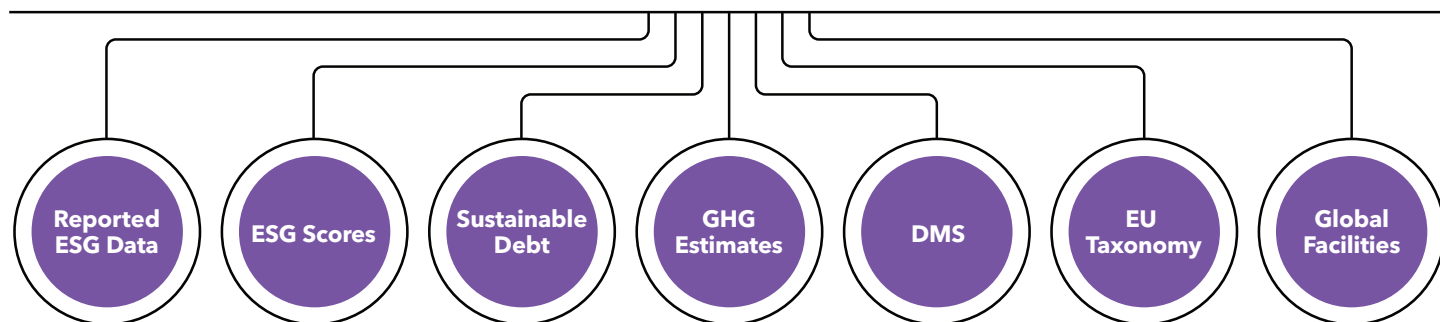 Reported
ESG Data
ESG Scores
Sustainable
Debt
GHG
Estimates
DMS
EU
Taxonomy
Global
Facilities